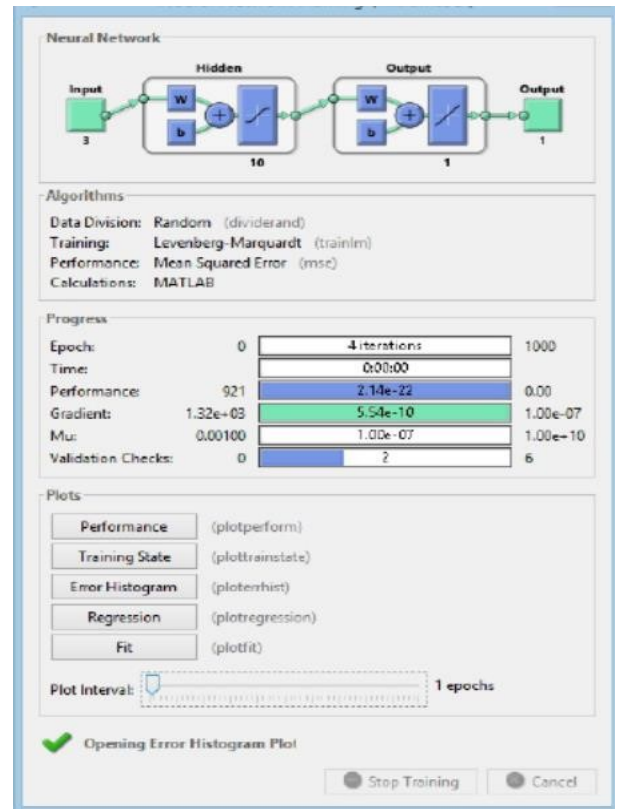 Neural Network
Hidden
Output
Input
Output
W
W
+
+
b
b
3
1
10
1
Algorithms
Data Division: Random (dividerand)
Training: Levenberg-Marquardt (trainlm)
Performance: Mean Squared Error (mse)
Calculations: MATLAB
Progress
Epoch: 0 4 iterations 1000
Time: 0:00:00
Performance: 921 2.14e-22 0.00
Gradient: 1.32e+03 5.54e-10 1.00e-07
Mu: 0.00100 1.00e-07 1.00e+10
Validation Checks: 0 2 6
Plots
Performance (plotperform)
Training State (plottrainstate)
Error Histogram (ploterrhist)
Regression (plotregression)
Fit (plotfit)
Plot Interval: 1 epochs
Opening Error Histogram Plot
Stop Training Cancel